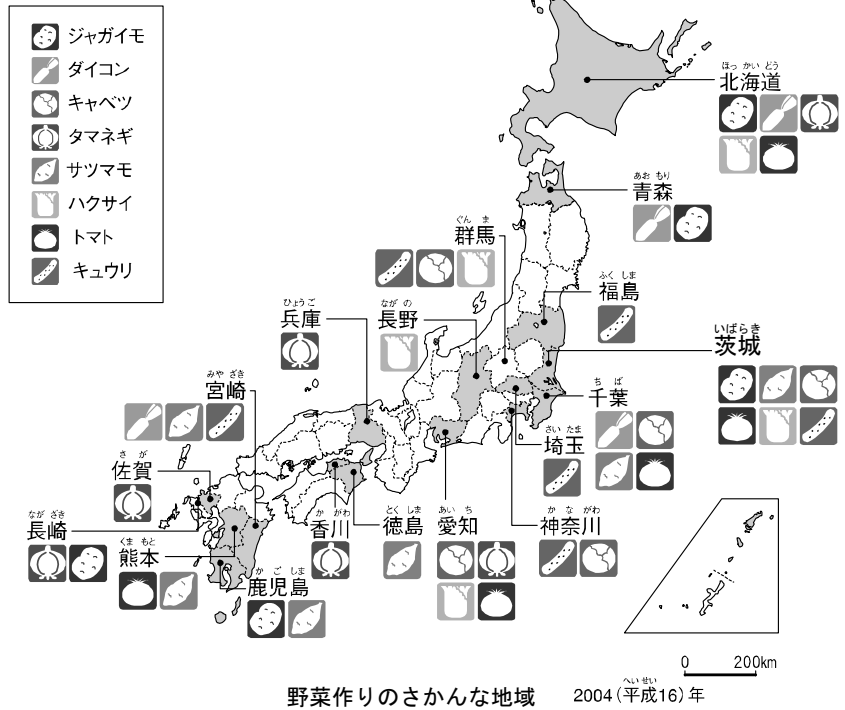 ジャガイモ
ダイコン
キャベツ
タマネギ
サツマモ
ハクサイ
トマト
キュウリ
ほっ かい どう
北海道
あお もり
青森
ぐん ま
群馬
ふく しま
福島
ひょう ご
兵庫
なが の
長野
いばらき
茨城
みや ざき
宮崎
ち ば
千葉
さい たま
埼玉
さ が
佐賀
なが ざき
長崎
くま もと
熊本
か ご しま
鹿児島
か がわ
香川
とく しま
徳島
あい ち
愛知
か な がわ
神奈川
0 200km
へい せい
野菜作りのさかんな地域 2004(平成16)年